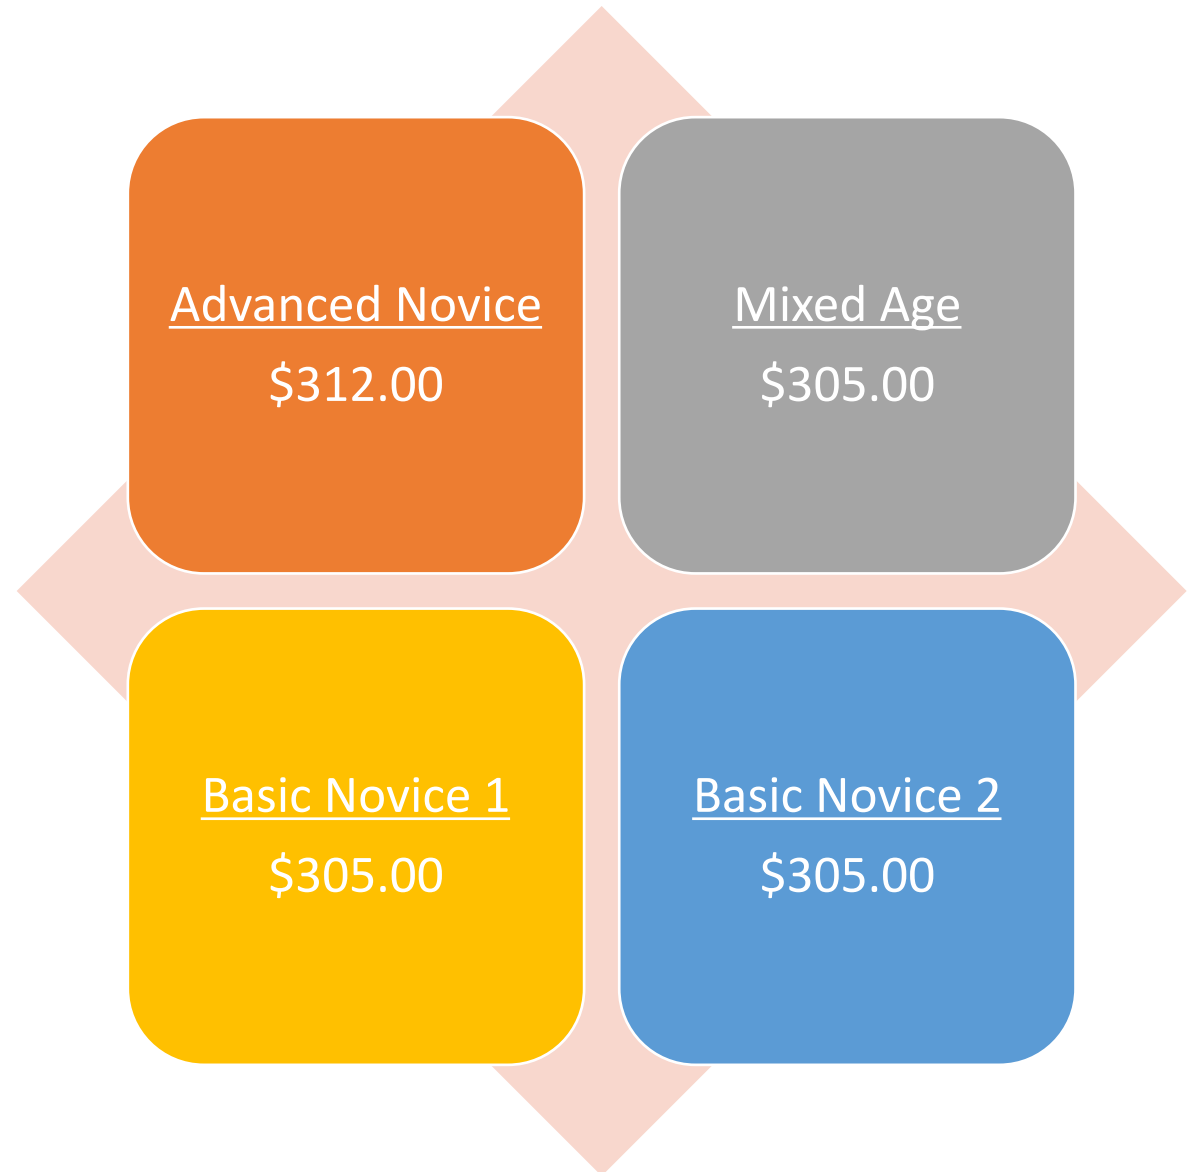 Advanced Novice
$312.00
Mixed Age
$305.00
Basic Novice 1
$305.00
Basic Novice 2
$305.00